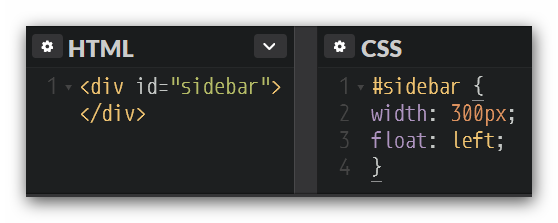 HTML
1 <div id="sidebar">
</div>
CSS
1 #sidebar {
2 width: 300px;
3 float: left;
4 }